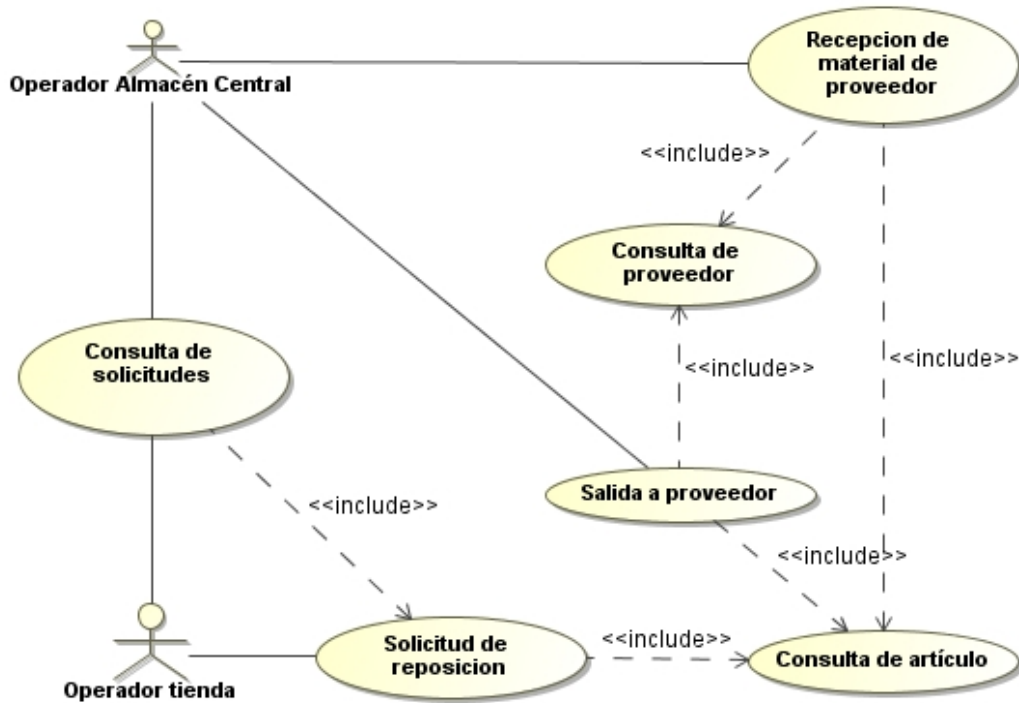 Recepcion de
material de
proveedor
Operador Almacén Central
<<include>>
Consulta de
proveedor
Consulta de
solicitudes
<<include>>
<<include>>
Salida a proveedor
<<include>>
<<include>>
Solicitud de
reposicion
<<include>>
Consulta de artículo
Operador tienda